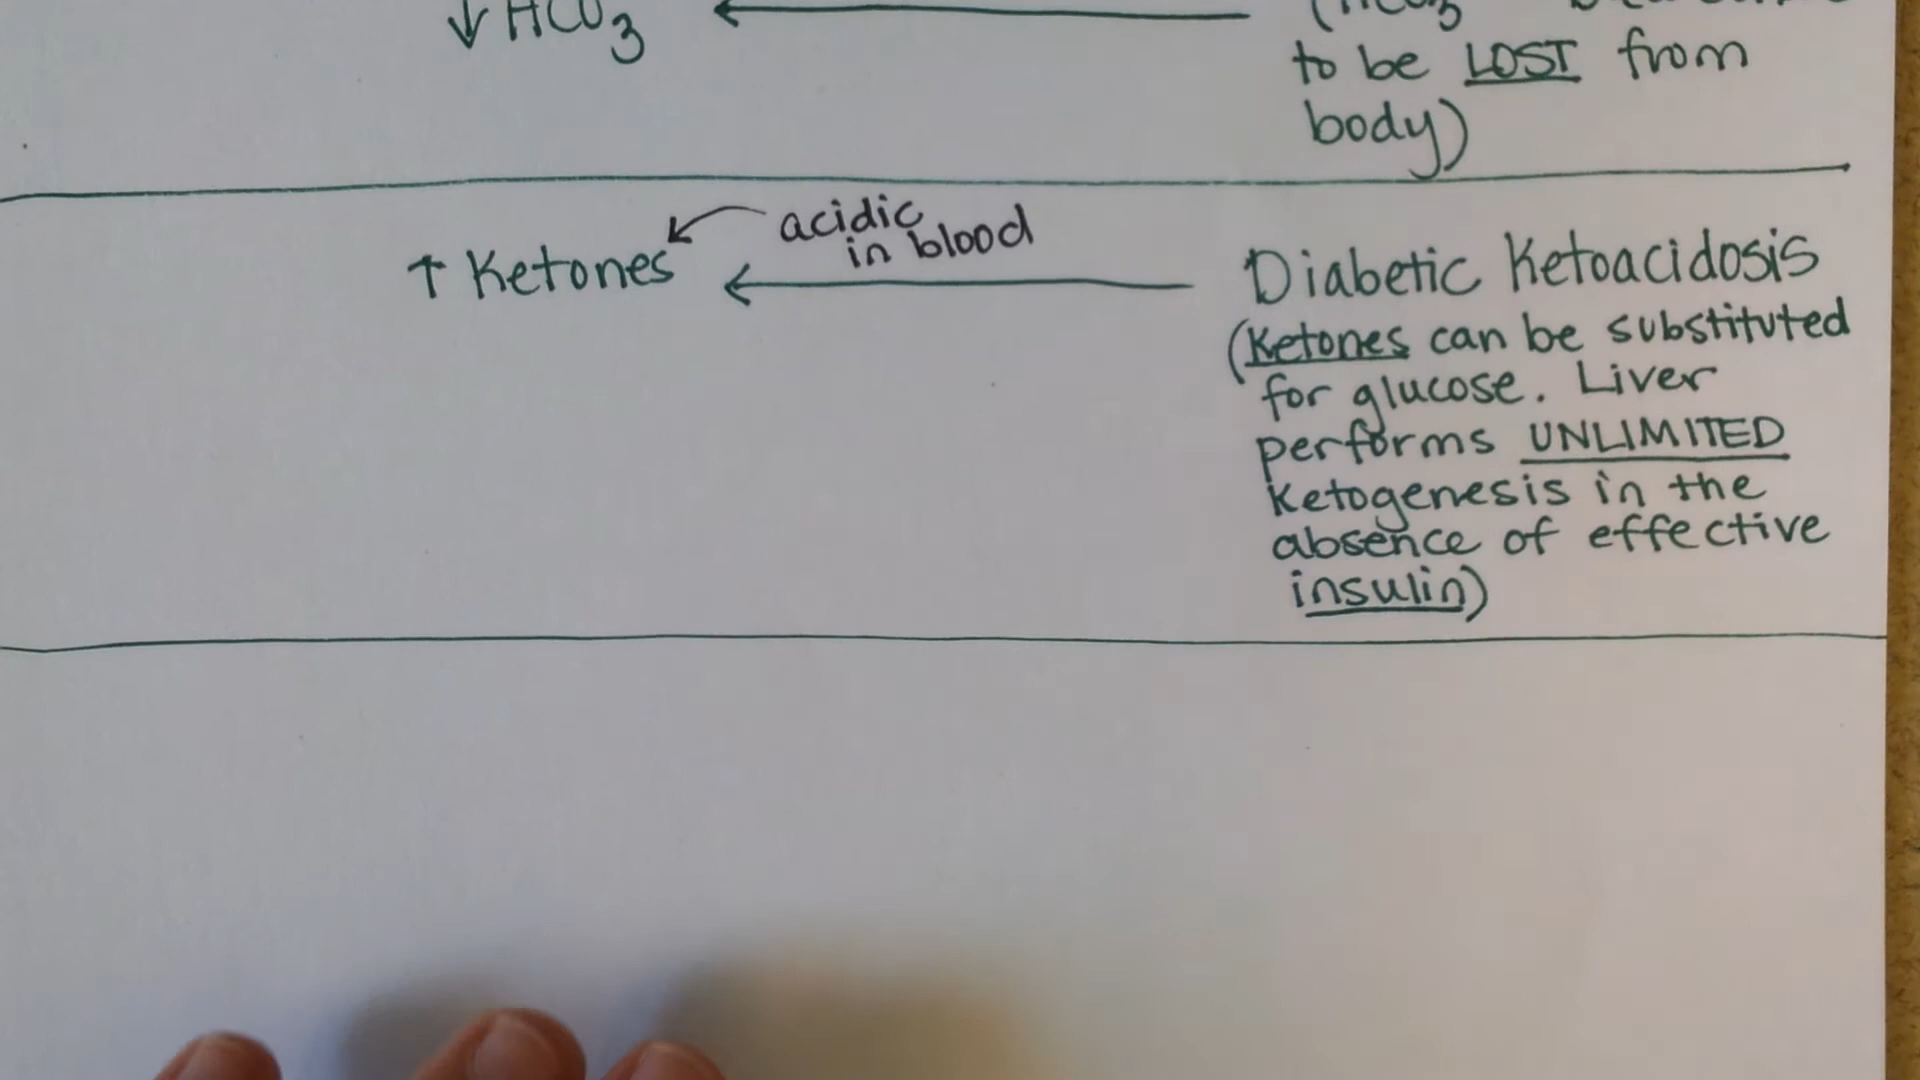 ↓ HCO3 ←
to be LOST from
body)
acidic
in blood
↑ Ketones ← Diabetic Ketoacidosis
(Ketones can be substituted
for glucose. Liver
performs UNLIMITED
Ketogenesis in the
absence of effective
insulin)